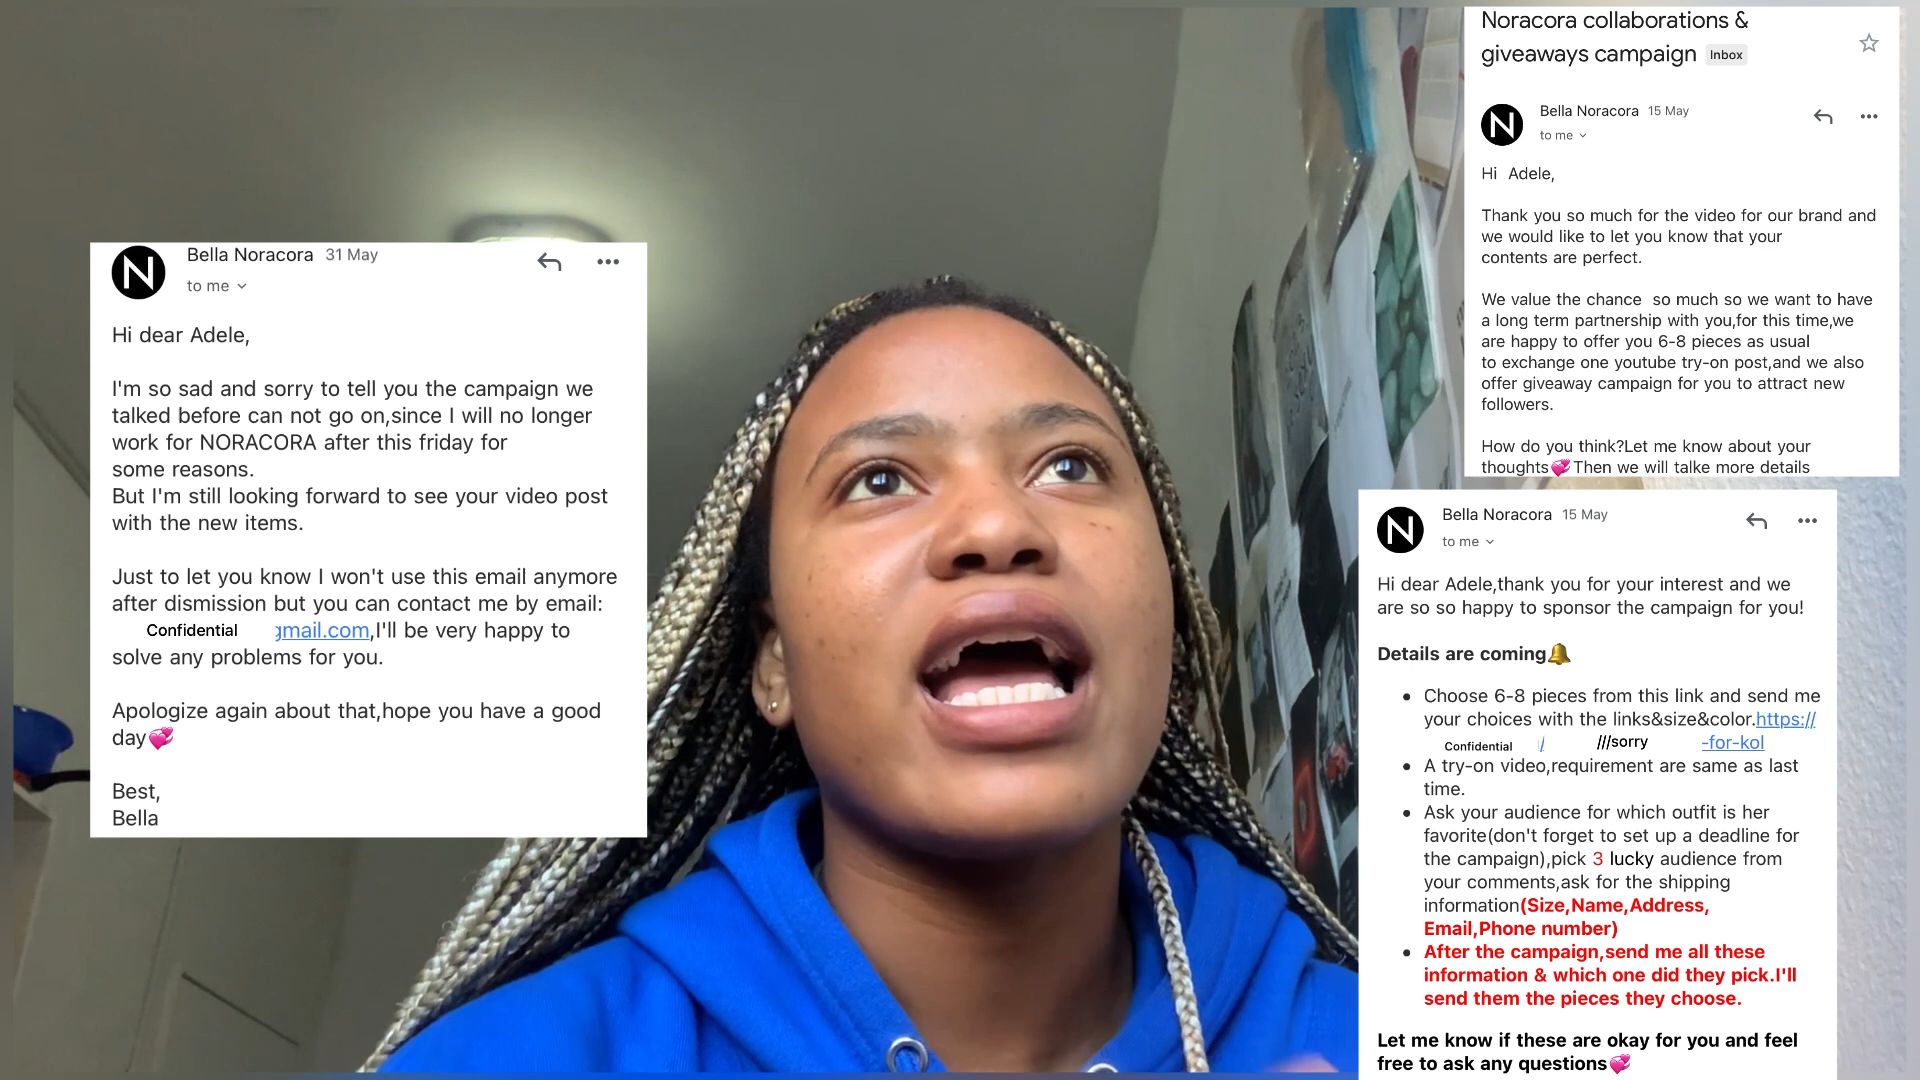 Bella Noracora 31 May
to me
Hi dear Adele,
I'm so sad and sorry to tell you the campaign we
talked before can not go on,since I will no longer
work for NORACORA after this friday for
some reasons.
But I'm still looking forward to see your video post
with the new items.
Just to let you know I won't use this email anymore
after dismission but you can contact me by email:
Confidential gmail.com,I'll be very happy to
solve any problems for you.
Apologize again about that,hope you have a good
day💞
Best,
Bella
Noracora collaborations &
giveaways campaign Inbox
N Bella Noracora 15 May
to me
Hi Adele,
Thank you so much for the video for our brand and
we would like to let you know that your
contents are perfect.
We value the chance so much so we want to have
a long term partnership with you,for this time,we
are happy to offer you 6-8 pieces as usual
to exchange one youtube try-on post,and we also
offer giveaway campaign for you to attract new
followers.
How do you think?Let me know about your
thoughts💞Then we will talke more details
N Bella Noracora 15 May
to me
Hi dear Adele,thank you for your interest and we
are so so happy to sponsor the campaign for you!
Details are coming🔔
• Choose 6-8 pieces from this link and send me
your choices with the links&size&color.https://
Confidential / ///sorry -for-kol
• A try-on video,requirement are same as last
time.
• Ask your audience for which outfit is her
favorite(don't forget to set up a deadline for
the campaign),pick 3 lucky audience from
your comments,ask for the shipping
information(Size,Name,Address,
Email,Phone number)
• After the campaign,send me all these
information & which one did they pick.I'll
send them the pieces they choose.
Let me know if these are okay for you and feel
free to ask any questions💞